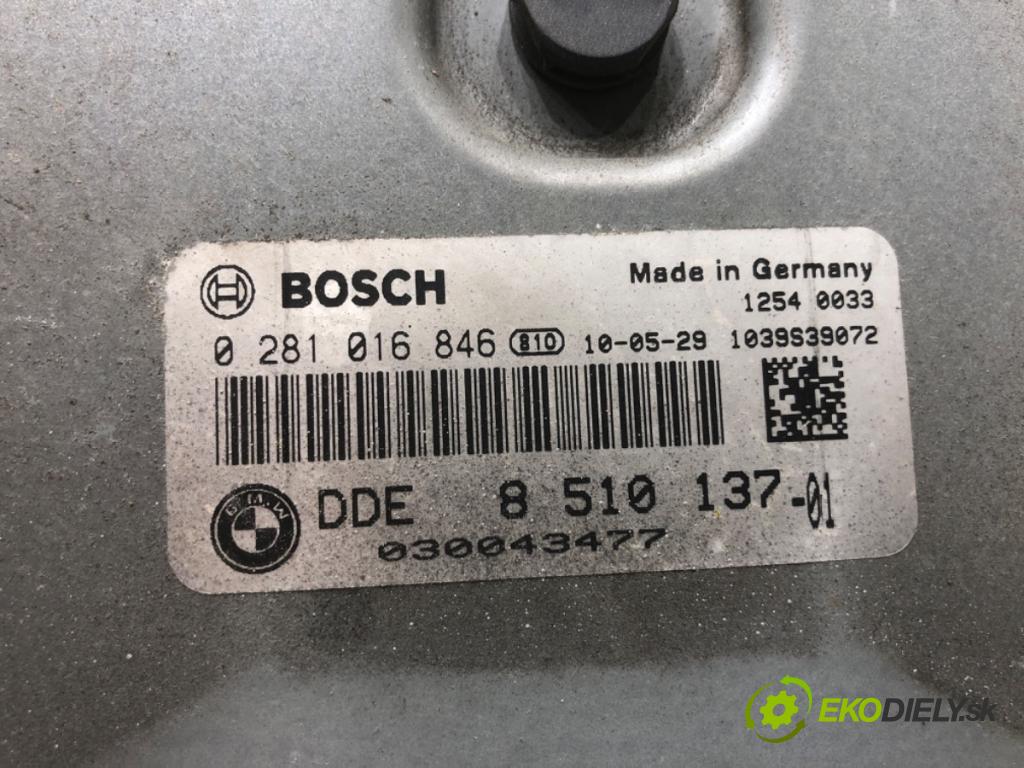 BOSCH
Made in Germany
1254 0033
0 281 016 846 810 10-05-29 1039S39072
BMW DDE 8 510 137-01
030043477
EKODIELY.sk